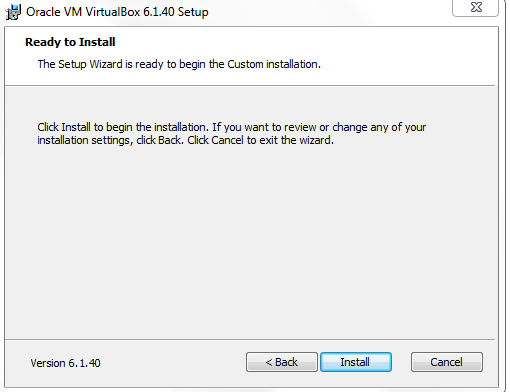 Oracle VM VirtualBox 6.1.40 Setup
Ready to Install
The Setup Wizard is ready to begin the Custom installation.
Click Install to begin the installation. If you want to review or change any of your
installation settings, click Back. Click Cancel to exit the wizard.
Version 6.1.40
< Back
Install
Cancel